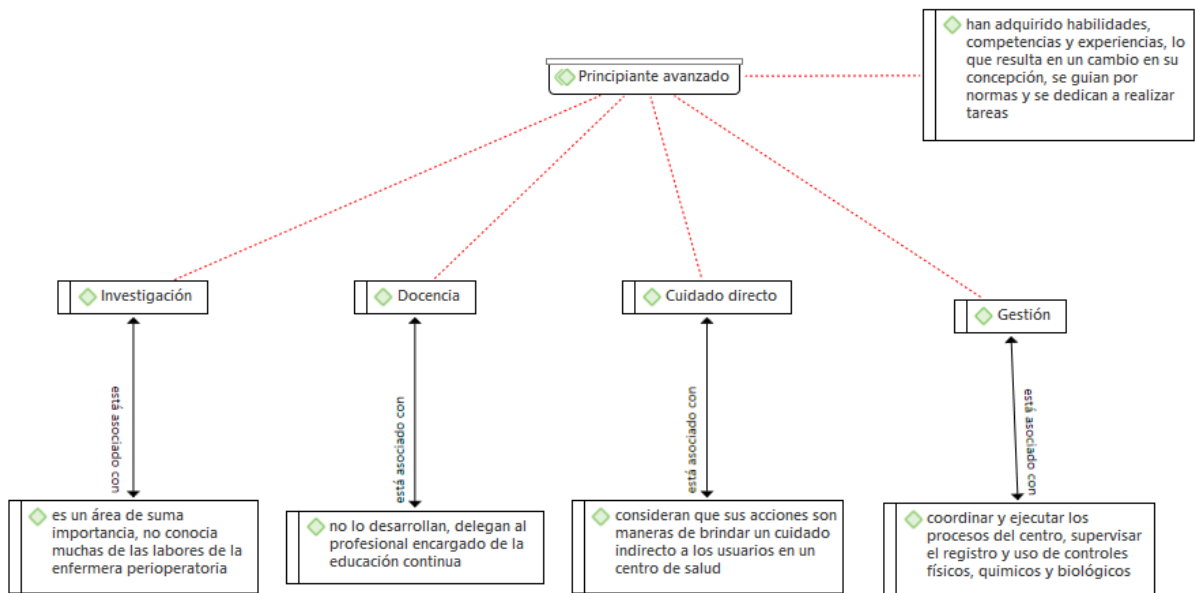 han adquirido habilidades,
competencias y experiencias, lo
que resulta en un cambio en su
concepción, se guian por
normas y se dedican a realizar
tareas
Principiante avanzado
Investigación
Docencia
Cuidado directo
Gestión
está asociado con
está asociado con
está asociado con
está asociado con
es un área de suma
importancia, no conocia
muchas de las labores de la
enfermera perioperatoria
no lo desarrollan, delegan al
profesional encargado de la
educación continua
consideran que sus acciones son
maneras de brindar un cuidado
indirecto a los usuarios en un
centro de salud
coordinar y ejecutar los
procesos del centro, supervisar
el registro y uso de controles
físicos, quimicos y biológicos